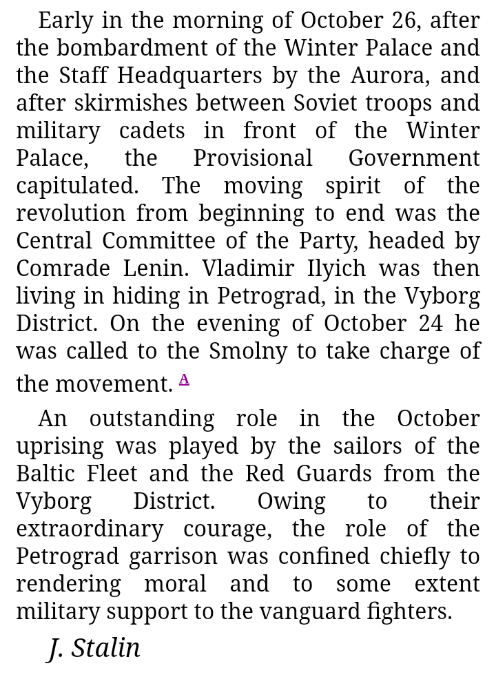 Early in the morning of October 26, after
the bombardment of the Winter Palace and
the Staff Headquarters by the Aurora, and
after skirmishes between Soviet troops and
military cadets in front of the Winter
Palace, the Provisional Government
capitulated. The moving spirit of the
revolution from beginning to end was the
Central Committee of the Party, headed by
Comrade Lenin. Vladimir Ilyich was then
living in hiding in Petrograd, in the Vyborg
District. On the evening of October 24 he
was called to the Smolny to take charge of
the movement. A
An outstanding role in the October
uprising was played by the sailors of the
Baltic Fleet and the Red Guards from the
Vyborg District. Owing to their
extraordinary courage, the role of the
Petrograd garrison was confined chiefly to
rendering moral and to some extent
military support to the vanguard fighters.
J. Stalin